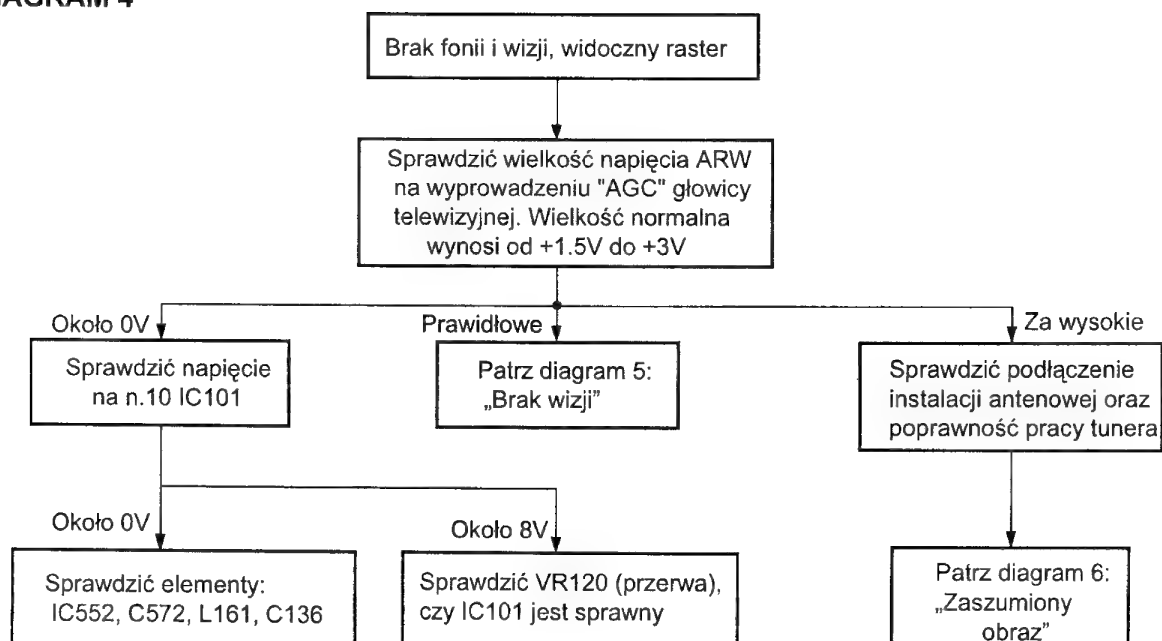 DIAGRAM 4
Brak fonii i wizji, widoczny raster
Sprawdzić wielkość napięcia ARW
na wyprowadzeniu "AGC" głowicy
telewizyjnej. Wielkość normalna
wynosi od +1.5V do +3V
Około 0V
Prawidłowe
Za wysokie
Sprawdzić napięcie
na n.10 IC101
Patrz diagram 5:
„Brak wizji”
Sprawdzić podłączenie
instalacji antenowej oraz
poprawność pracy tunera
Około 0V
Około 8V
Sprawdzić elementy:
IC552, C572, L161, C136
Sprawdzić VR120 (przerwa),
czy IC101 jest sprawny
Patrz diagram 6:
„Zaszumiony
obraz”